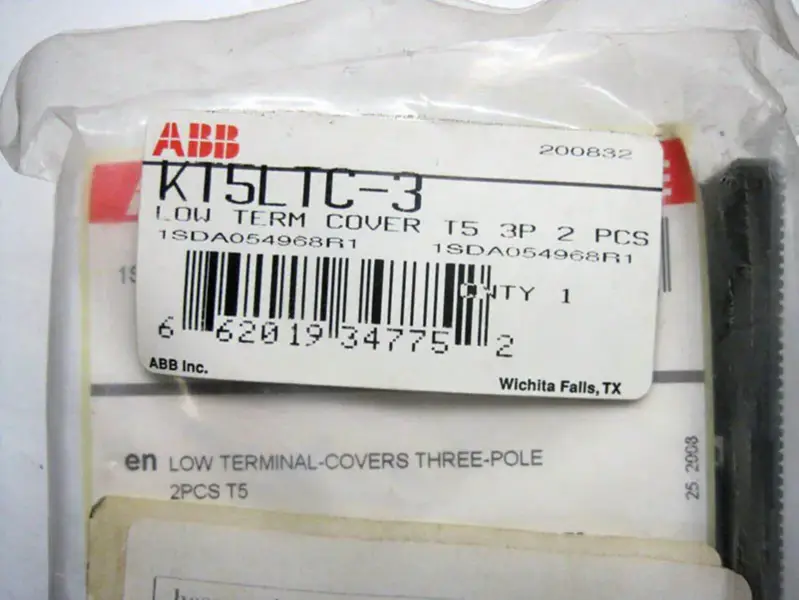 ABB
200832
KT5LTC-3
LOW TERM COVER T5 3P 2 PCS
1SDA054968R1 1SDA054968R1
QNTY 1
6 62019 34775 2
ABB Inc.
Wichita Falls, TX
en LOW TERMINAL-COVERS THREE-POLE
2PCS T5
25 2008